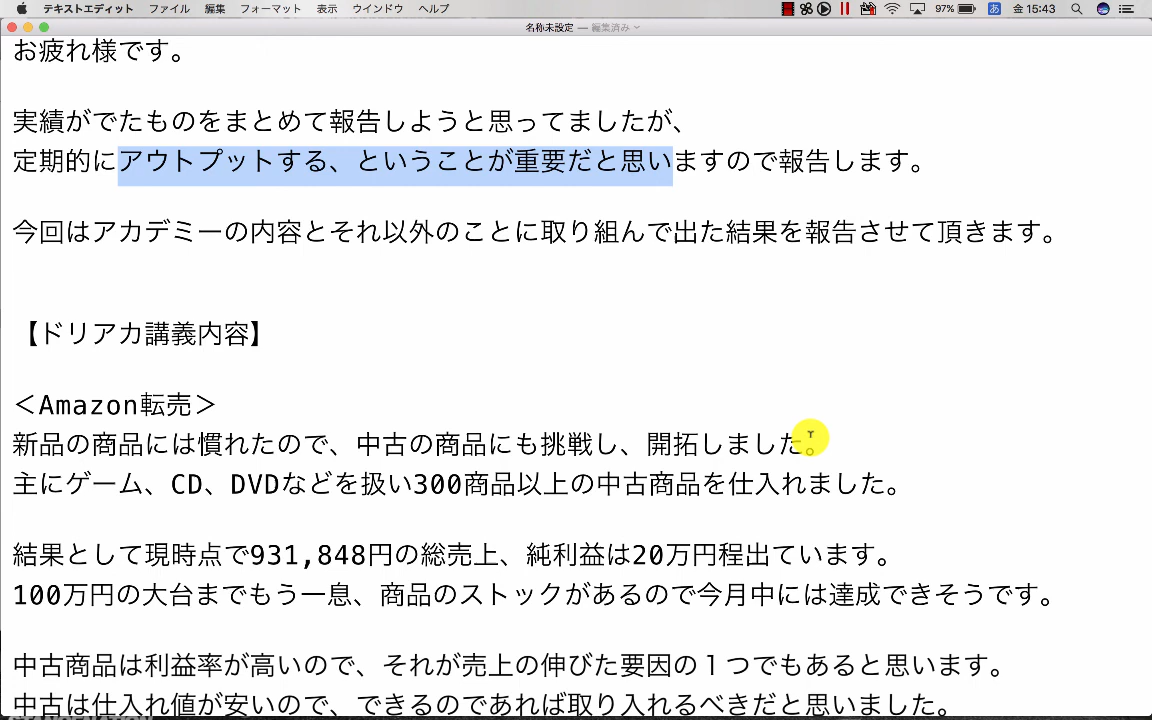 テキストエディット ファイル 編集 フォーマット 表示 ウインドウ ヘルプ 97% あ 金 15:43
名称未設定 — 編集済み
お疲れ様です。
実績がでたものをまとめて報告しようと思ってましたが、
定期的にアウトプットする、ということが重要だと思いますので報告します。
今回はアカデミーの内容とそれ以外のことに取り組んで出た結果を報告させて頂きます。
【ドリアカ講義内容】
＜Amazon転売＞
新品の商品には慣れたので、中古の商品にも挑戦し、開拓しました。
主にゲーム、CD、DVDなどを扱い300商品以上の中古商品を仕入れました。
結果として現時点で931,848円の総売上、純利益は20万円程出ています。
100万円の大台までもう一息、商品のストックがあるので今月中には達成できそうです。
中古商品は利益率が高いので、それが売上の伸びた要因の１つでもあると思います。
中古は仕入れ値が安いので、できるのであれば取り入れるべきだと思いました。